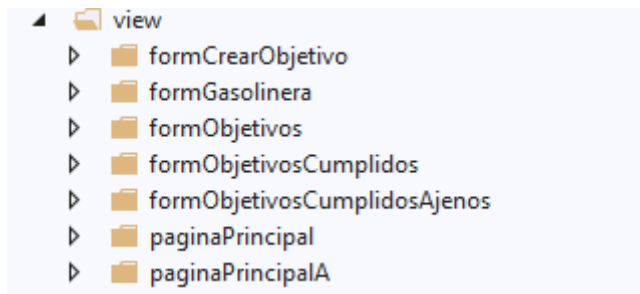 view
formCrearObjetivo
formGasolinera
formObjetivos
formObjetivosCumplidos
formObjetivosCumplidosAjenos
paginaPrincipal
paginaPrincipalA